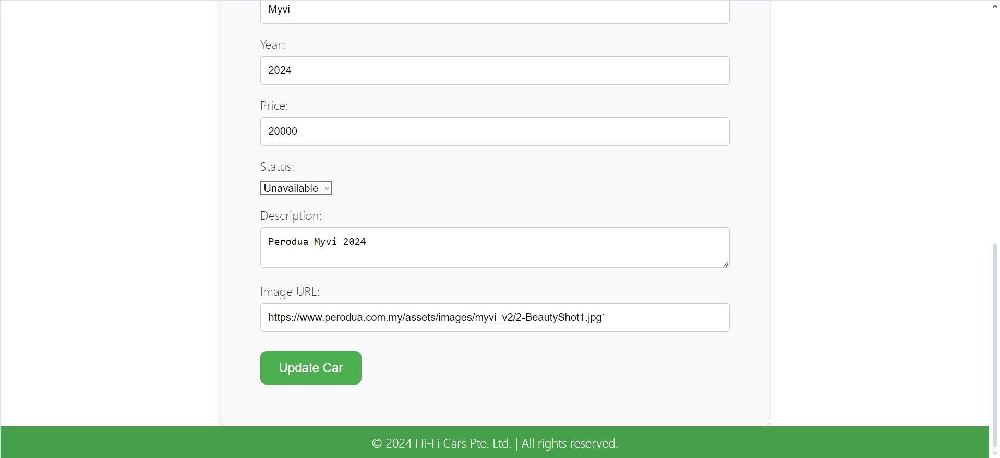 Myvi
Year:
2024
Price:
20000
Status:
Unavailable
Description:
Perodua Myvi 2024
Image URL:
https://www.perodua.com.my/assets/images/myvi_v2/2-BeautyShot1.jpg`
Update Car
© 2024 Hi-Fi Cars Pte. Ltd. | All rights reserved.